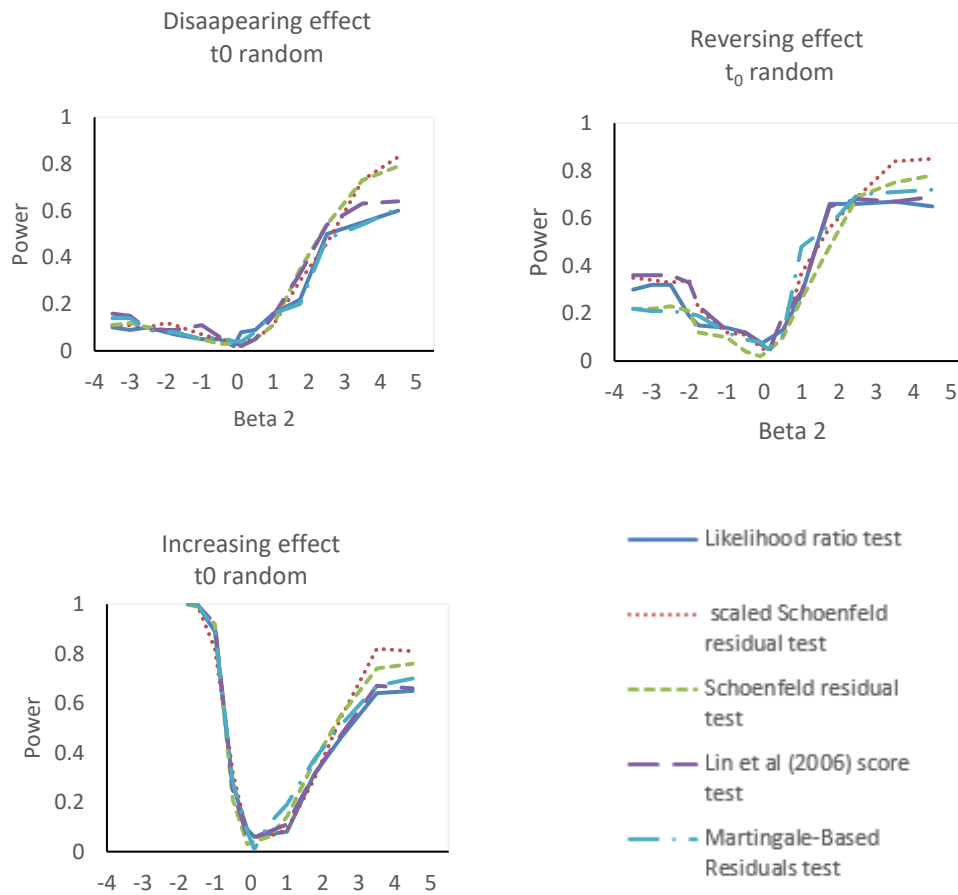 Disaapearing effect
t0 random
1
0.8
0.6
0.4
0.2
0
Power
-4 -3 -2 -1 0 1 2 3 4 5
Beta 2
Reversing effect
t0 random
1
0.8
0.6
0.4
0.2
0
Power
-4 -3 -2 -1 0 1 2 3 4 5
Beta 2
Increasing effect
t0 random
1
0.8
0.6
0.4
0.2
0
Power
-4 -3 -2 -1 0 1 2 3 4 5
Likelihood ratio test
scaled Schoenfeld
residual test
Schoenfeld residual
test
Lin et al (2006) score
test
Martingale-Based
Residuals test